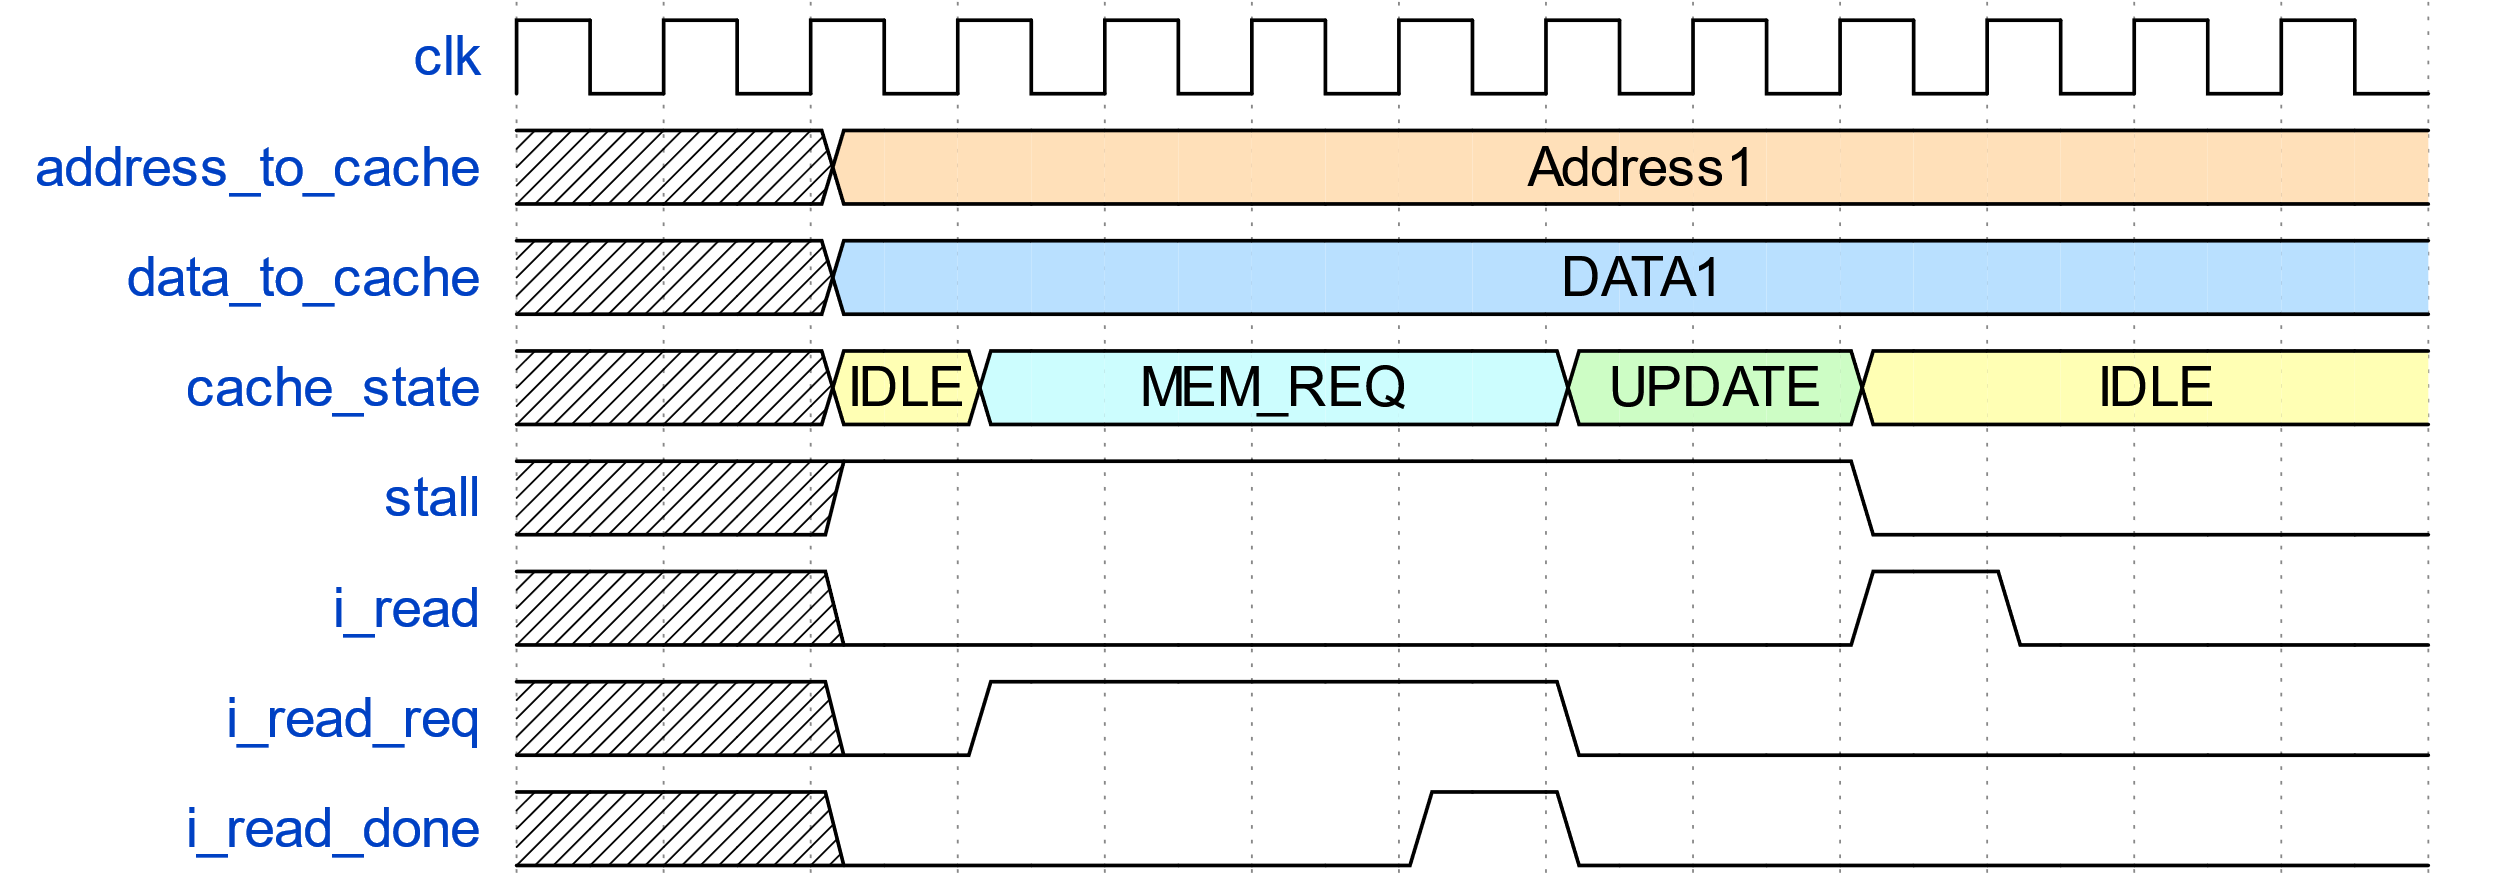 clk
address_to_cache
Address1
data_to_cache
DATA1
cache_state
IDLE
MEM_REQ
UPDATE
IDLE
stall
i_read
i_read_req
i_read_done